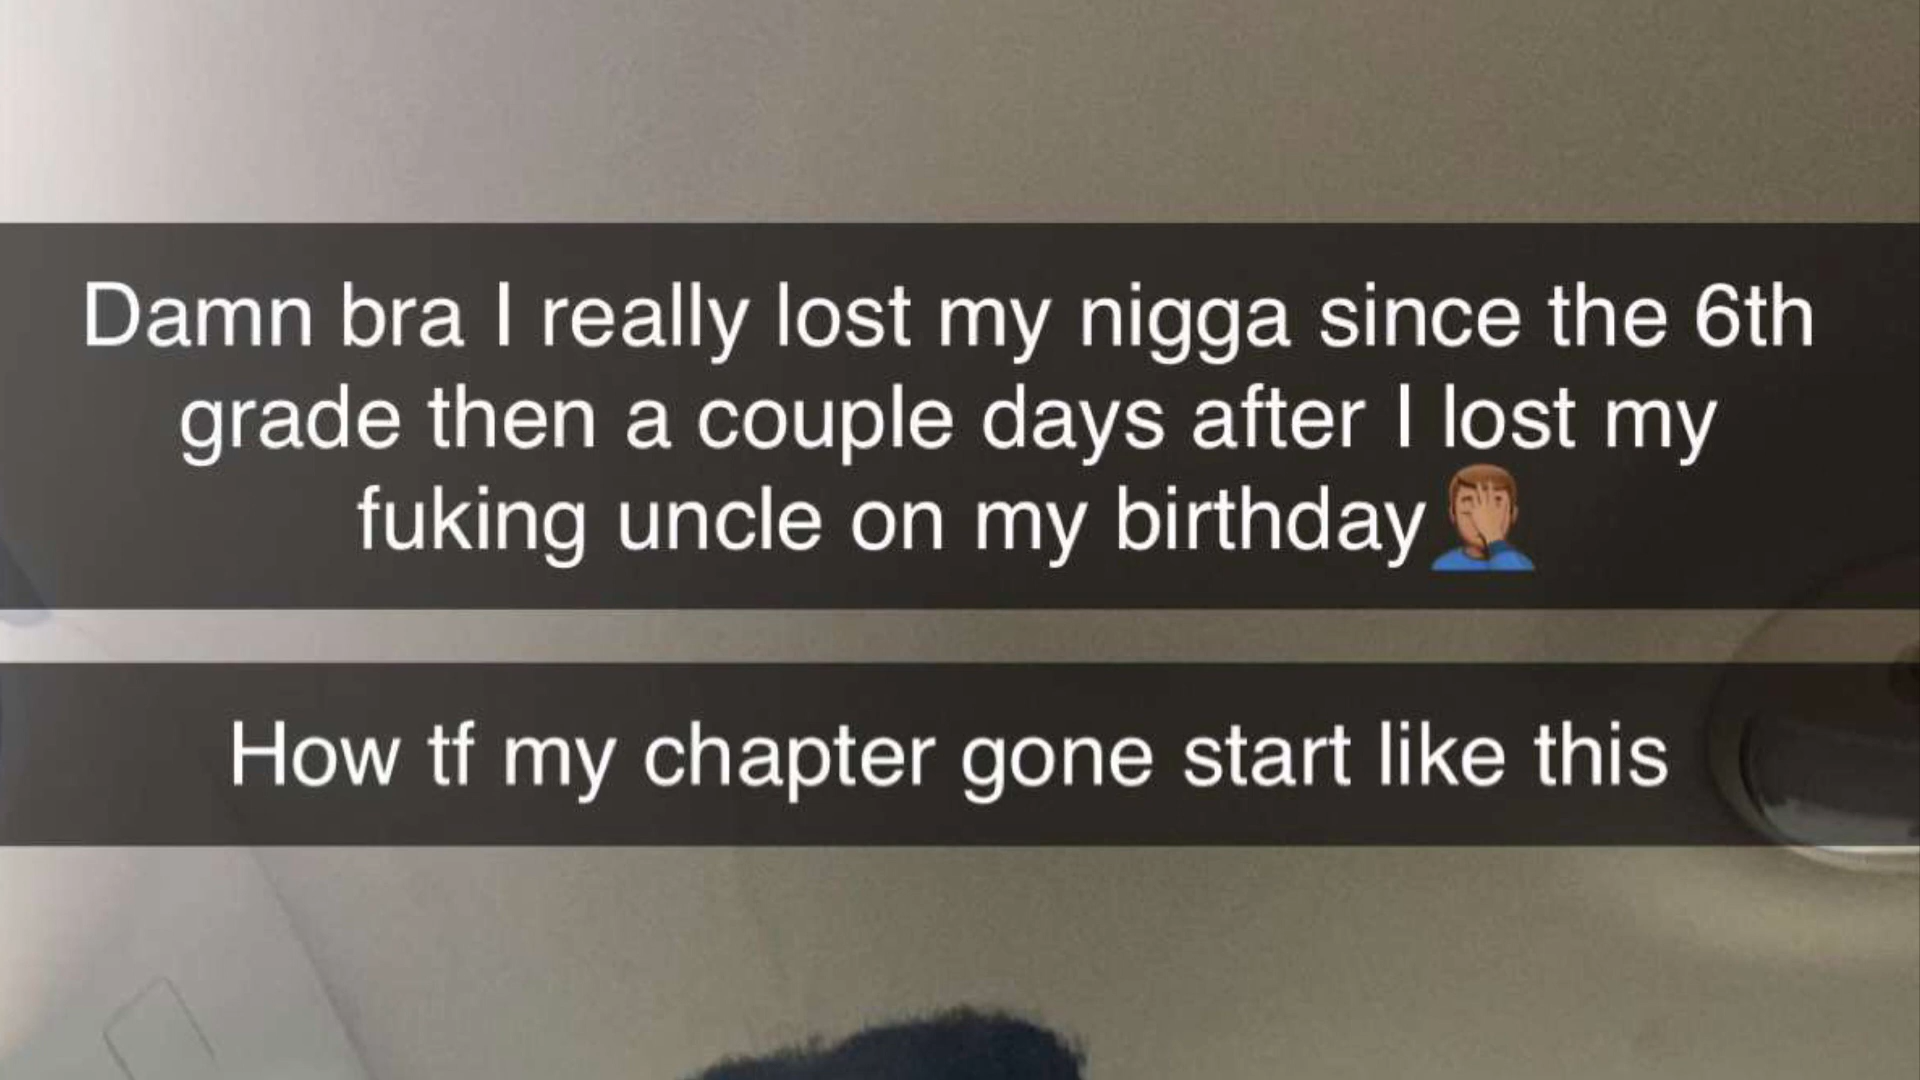 Damn bra I really lost my nigga since the 6th
grade then a couple days after I lost my
fuking uncle on my birthday🤦🏽‍♂️
How tf my chapter gone start like this